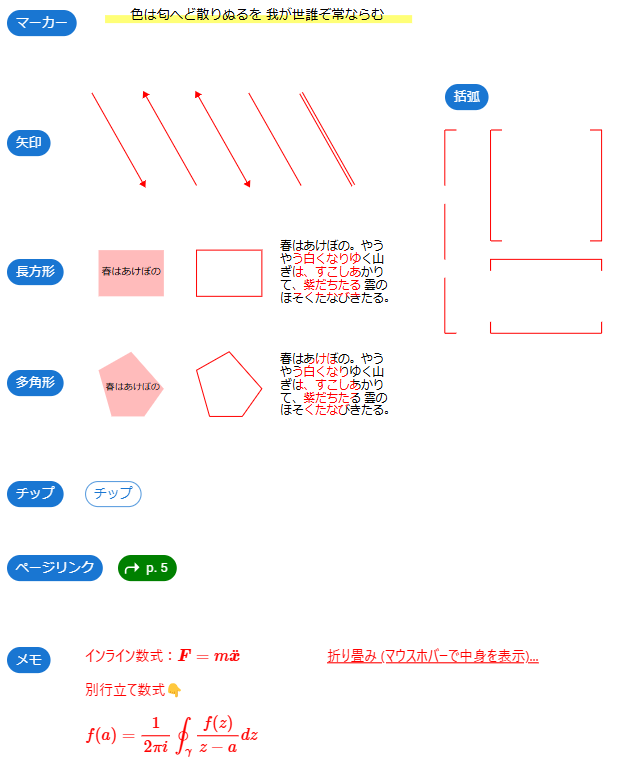 マーカー
色は匂へど散りぬるを 我が世誰ぞ常ならむ
括弧
矢印
長方形
春はあけぼの
春はあけぼの。やう
やう白くなりゆく山
ぎは、すこしあかり
て、紫だちたる 雲の
ほそくたなびきたる。
多角形
春はあけぼの
春はあけぼの。やう
やう白くなりゆく山
ぎは、すこしあかり
て、紫だちたる 雲の
ほそくたなびきたる。
チップ
チップ
ページリンク
p. 5
メモ
インライン数式：F = mẍ
折り畳み (マウスホバーで中身を表示)...
別行立て数式👇
f(a) = 1/2πi ∮γ f(z)/z − a dz